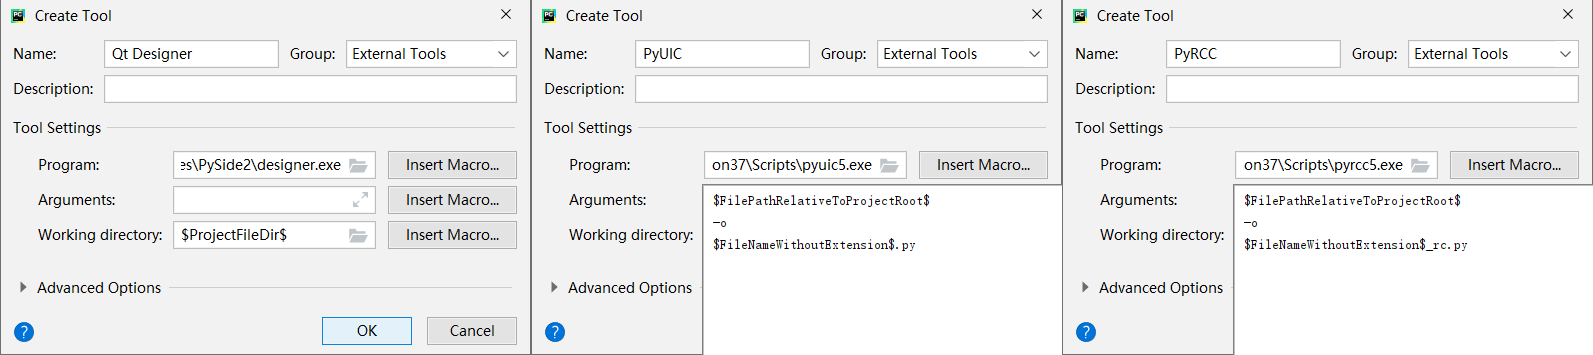 Create Tool
Name: Qt Designer Group: External Tools
Description:
Tool Settings
Program: es\PySide2\designer.exe Insert Macro...
Arguments: Insert Macro...
Working directory: $ProjectFileDir$ Insert Macro...
Advanced Options
? OK Cancel
Create Tool
Name: PyUIC Group: External Tools
Description:
Tool Settings
Program: on37\Scripts\pyuic5.exe Insert Macro...
Arguments: $FilePathRelativeToProjectRoot$
-o
Working directory: $FileNameWithoutExtension$.py
Advanced Options
?
Create Tool
Name: PyRCC Group: External Tools
Description:
Tool Settings
Program: on37\Scripts\pyrcc5.exe Insert Macro...
Arguments: $FilePathRelativeToProjectRoot$
-o
Working directory: $FileNameWithoutExtension$_rc.py
Advanced Options
?